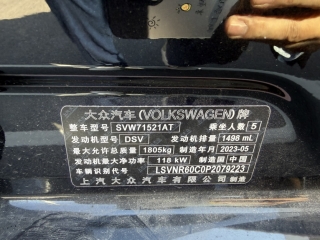 大众汽车(VOLKSWAGEN)牌
整车型号 SVW71521AT 乘坐人数 5
发动机型号 DSV 发动机排量 1498 mL
最大允许总质量 1805kg 制造年月 2023-05
发动机最大净功率 118 kW 制造国 中国
车辆识别代号 LSVNR60C0P2079223
上汽大众汽车有限公司 制造